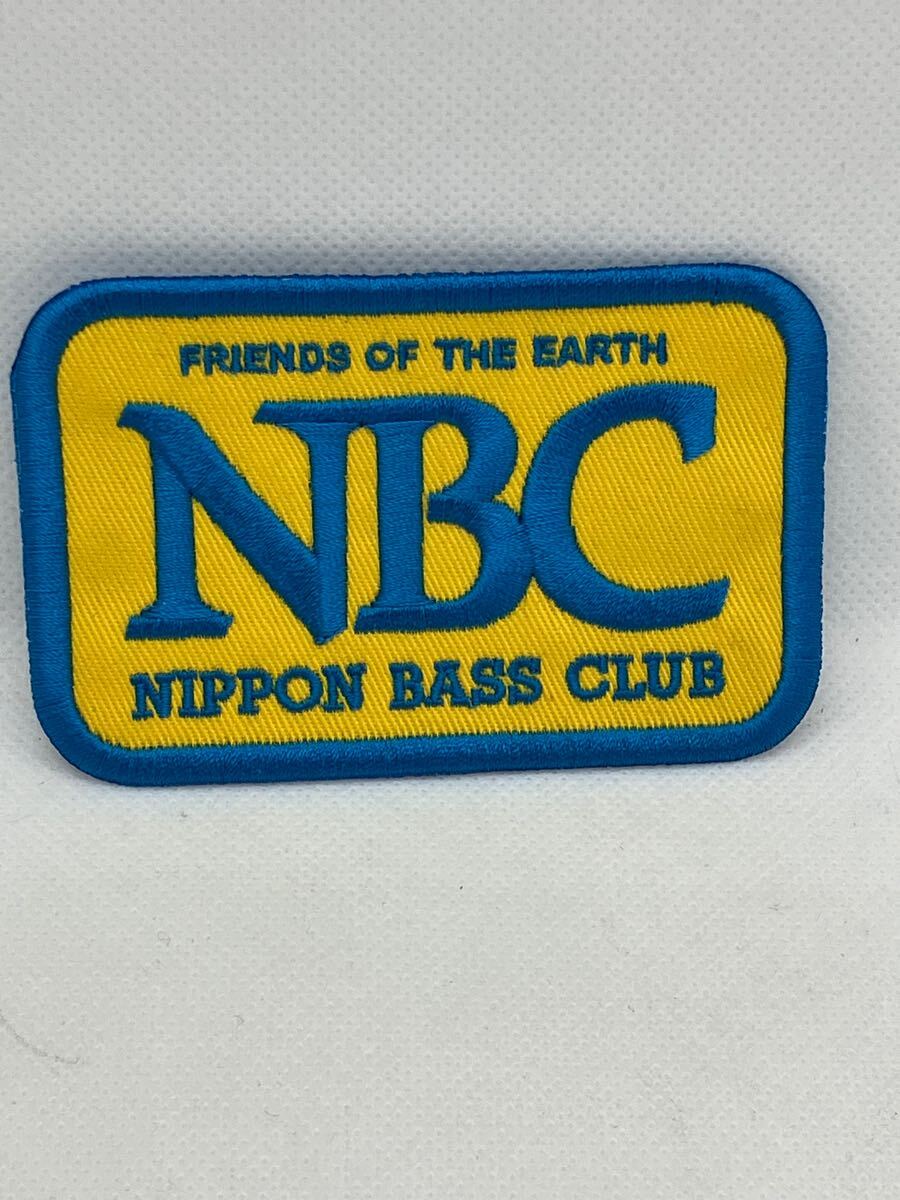 FRIENDS OF THE EARTH
NBC
NIPPON BASS CLUB